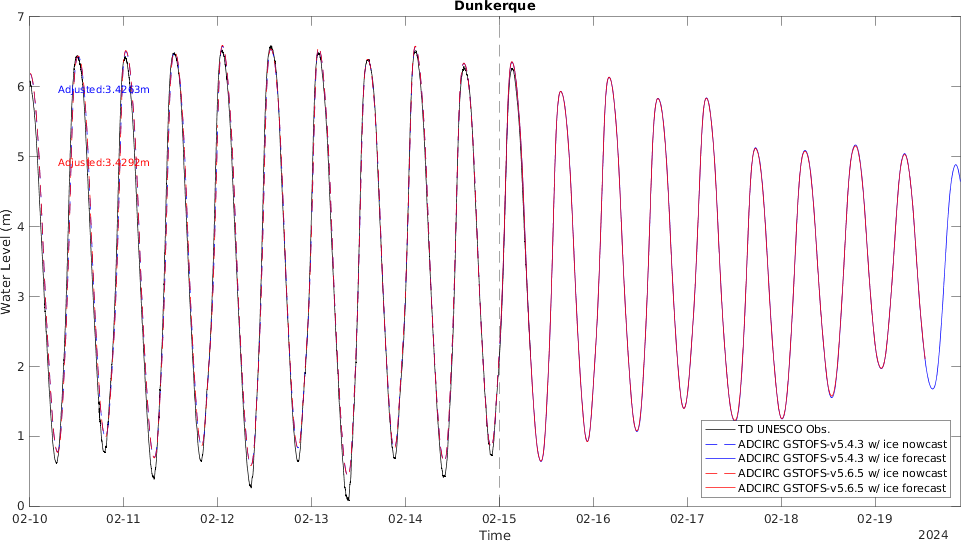 Dunkerque
7
6
5
4
3
2
1
0
Water Level (m)
Adjusted:3.4263m
Adjusted:3.4292m
TD UNESCO Obs.
ADCIRC GSTOFS-v5.4.3 w/ ice nowcast
ADCIRC GSTOFS-v5.4.3 w/ ice forecast
ADCIRC GSTOFS-v5.6.5 w/ ice nowcast
ADCIRC GSTOFS-v5.6.5 w/ ice forecast
02-10 02-11 02-12 02-13 02-14 02-15 02-16 02-17 02-18 02-19
Time
2024